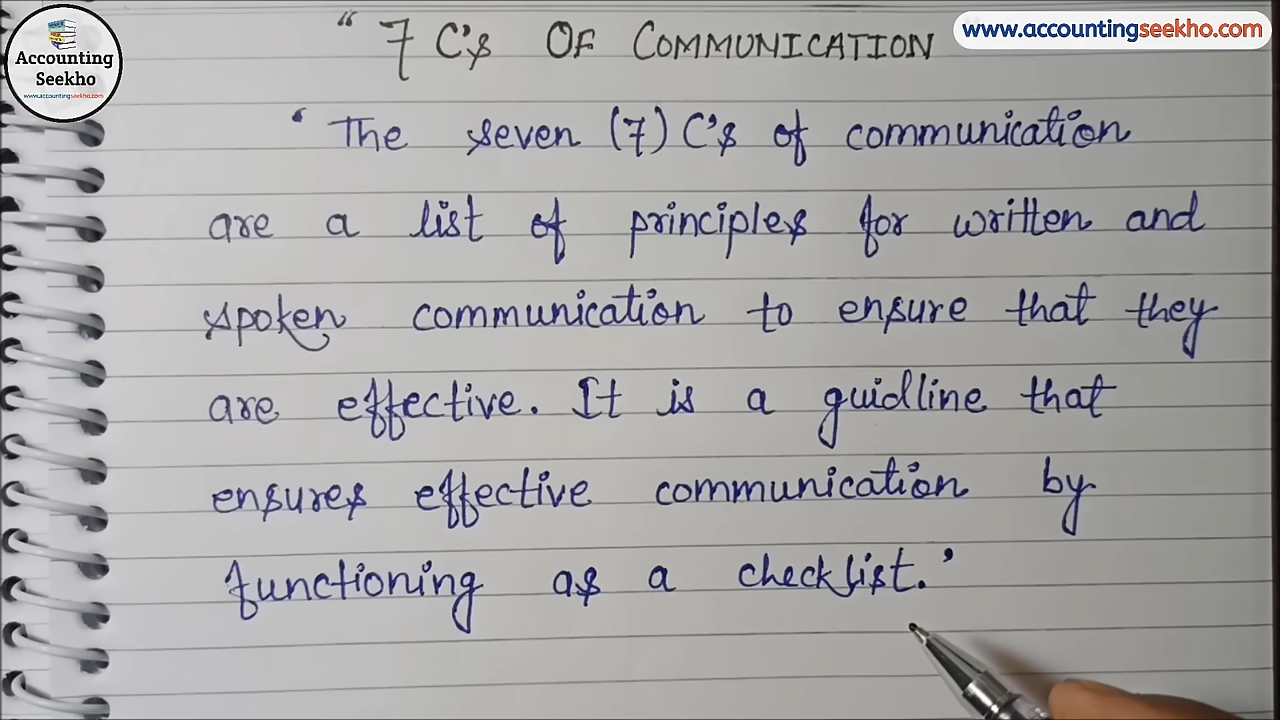 Accounting
Seekho
www.accountingseekho.com
www.accountingseekho.com
" 7 C's OF COMMUNICATION
' The seven (7) C's of communication
are a list of principles for written and
spoken communication to ensure that they
are effective. It is a guidline that
ensures effective communication by
functioning as a checklist.'